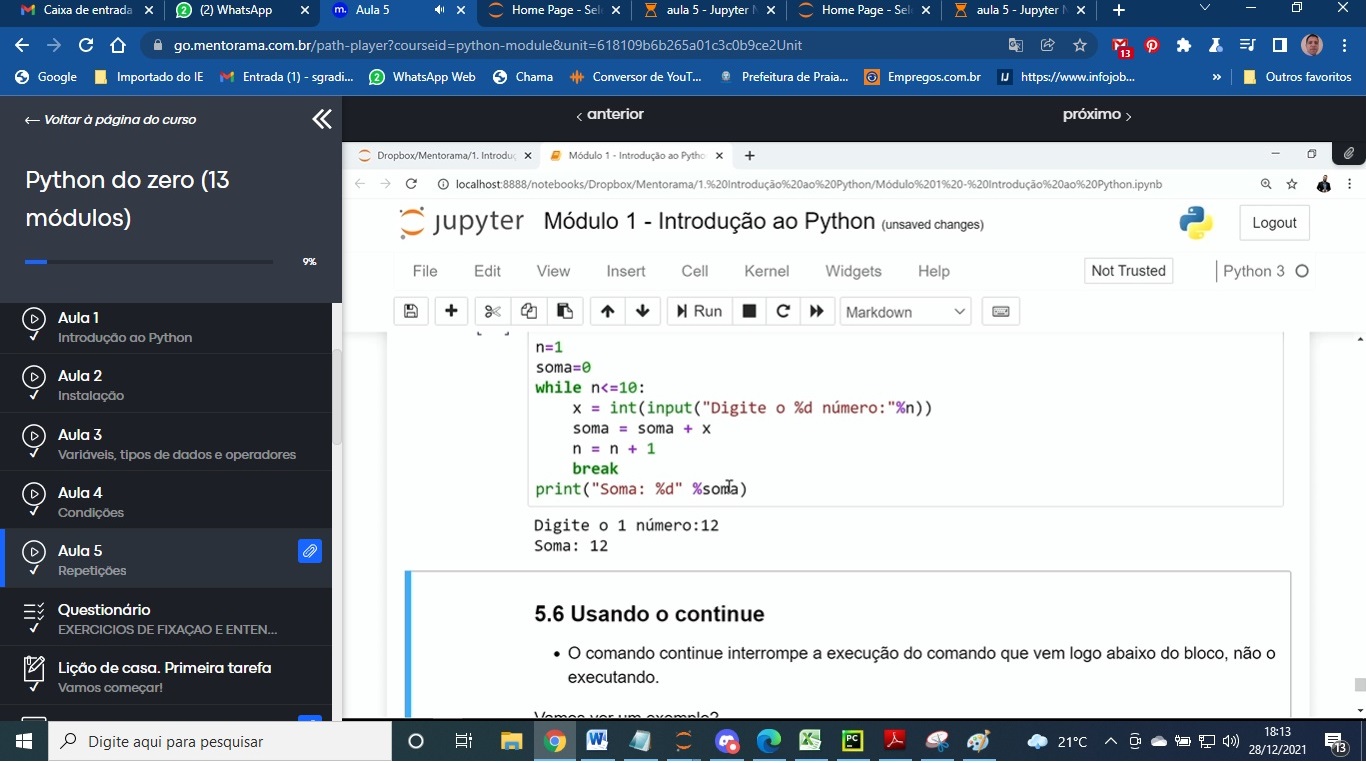 Caixa de entrada
(2) WhatsApp
Aula 5
Home Page - Sel
aula 5 - Jupyter N
Home Page - Sel
aula 5 - Jupyter N
go.mentorama.com.br/path-player?courseid=python-module&unit=618109b6b265a01c3c0b9ce2Unit
13
Google
Importado do IE
Entrada (1) - sgradi...
WhatsApp Web
Chama
Conversor de YouT...
Prefeitura de Praia...
Empregos.com.br
https://www.infojob...
Outros favoritos
← Voltar à página do curso
Python do zero (13
módulos)
9%
Aula 1
Introdução ao Python
Aula 2
Instalação
Aula 3
Variáveis, tipos de dados e operadores
Aula 4
Condições
Aula 5
Repetições
Questionário
EXERCICIOS DE FIXAÇAO E ENTEN...
Lição de casa. Primeira tarefa
Vamos começar!
‹ anterior
próximo ›
Dropbox/Mentorama/1. Introduç
Módulo 1 - Introdução ao Pytho
localhost:8888/notebooks/Dropbox/Mentorama/1.%20Introdução%20ao%20Python/Módulo%201%20-%20Introdução%20ao%20Python.ipynb
jupyter Módulo 1 - Introdução ao Python (unsaved changes)
Logout
File Edit View Insert Cell Kernel Widgets Help
Not Trusted
Python 3
Run
Markdown
n=1
soma=0
while n<=10:
    x = int(input("Digite o %d número:"%n))
    soma = soma + x
    n = n + 1
    break
print("Soma: %d" %soma)
Digite o 1 número:12
Soma: 12
5.6 Usando o continue
• O comando continue interrompe a execução do comando que vem logo abaixo do bloco, não o
executando.
Vamos ver um exemplo?
Digite aqui para pesquisar
21°C
18:13
28/12/2021
13